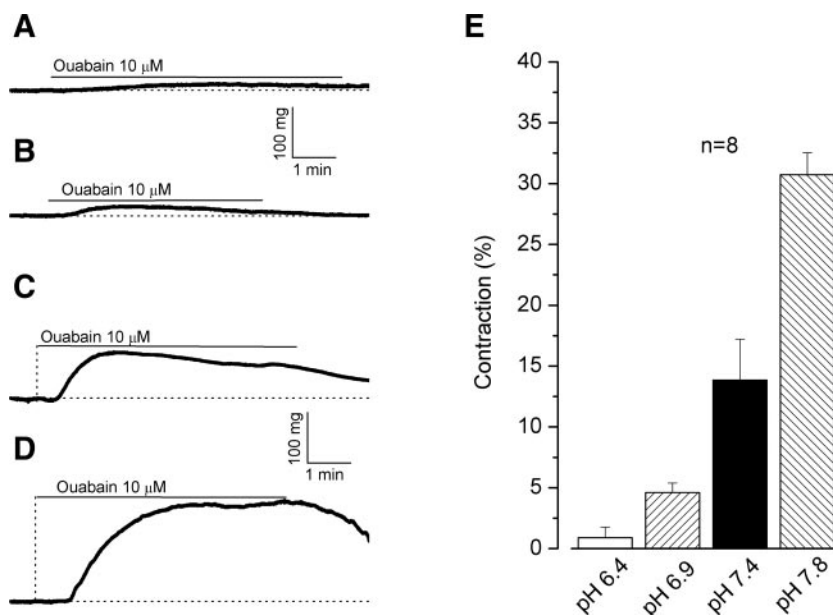 A
Ouabain 10 μM
100 mg
1 min
B
Ouabain 10 μM
C
Ouabain 10 μM
100 mg
1 min
D
Ouabain 10 μM
E
40
35
30
25
20
15
10
5
0
Contraction (%)
n=8
pH 6.4
pH 6.9
pH 7.4
pH 7.8